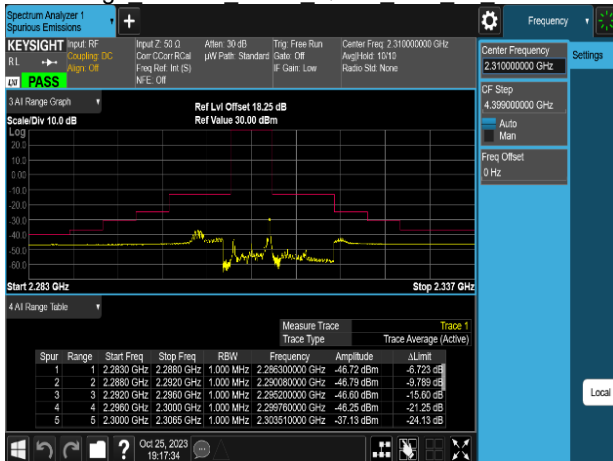 Spectrum Analyzer 1
Spurious Emissions
Frequency
KEYSIGHT Input: RF Input Z: 50 Ω Atten: 30 dB Trig: Free Run Center Freq: 2.310000000 GHz
RL Coupling: DC Corr CCorr RCal µW Path: Standard Gate: Off Avg|Hold: 10/10
Align: Off Freq Ref: Int (S) IF Gain: Low Radio Std: None
LXI PASS NFE: Off
Center Frequency
2.310000000 GHz
Settings
CF Step
4.399000000 GHz
Auto
Man
Freq Offset
0 Hz
Local
3 All Range Graph
Ref Lvl Offset 18.25 dB
Scale/Div 10.0 dB Ref Value 30.00 dBm
Log
20.0
10.0
0.00
-10.0
-20.0
-30.0
-40.0
-50.0
-60.0
Start 2.283 GHz Stop 2.337 GHz
4 All Range Table
Measure Trace Trace 1
Trace Type Trace Average (Active)
Spur Range Start Freq Stop Freq RBW Frequency Amplitude ΔLimit
1 1 2.2830 GHz 2.2880 GHz 1.000 MHz 2.286300000 GHz -46.72 dBm -6.723 dB
2 2 2.2880 GHz 2.2920 GHz 1.000 MHz 2.290080000 GHz -46.79 dBm -9.789 dB
3 3 2.2920 GHz 2.2960 GHz 1.000 MHz 2.295200000 GHz -46.60 dBm -15.60 dB
4 4 2.2960 GHz 2.3000 GHz 1.000 MHz 2.299760000 GHz -46.25 dBm -21.25 dB
5 5 2.3000 GHz 2.3065 GHz 1.000 MHz 2.303510000 GHz -37.13 dBm -24.13 dB
Oct 25, 2023
19:17:34